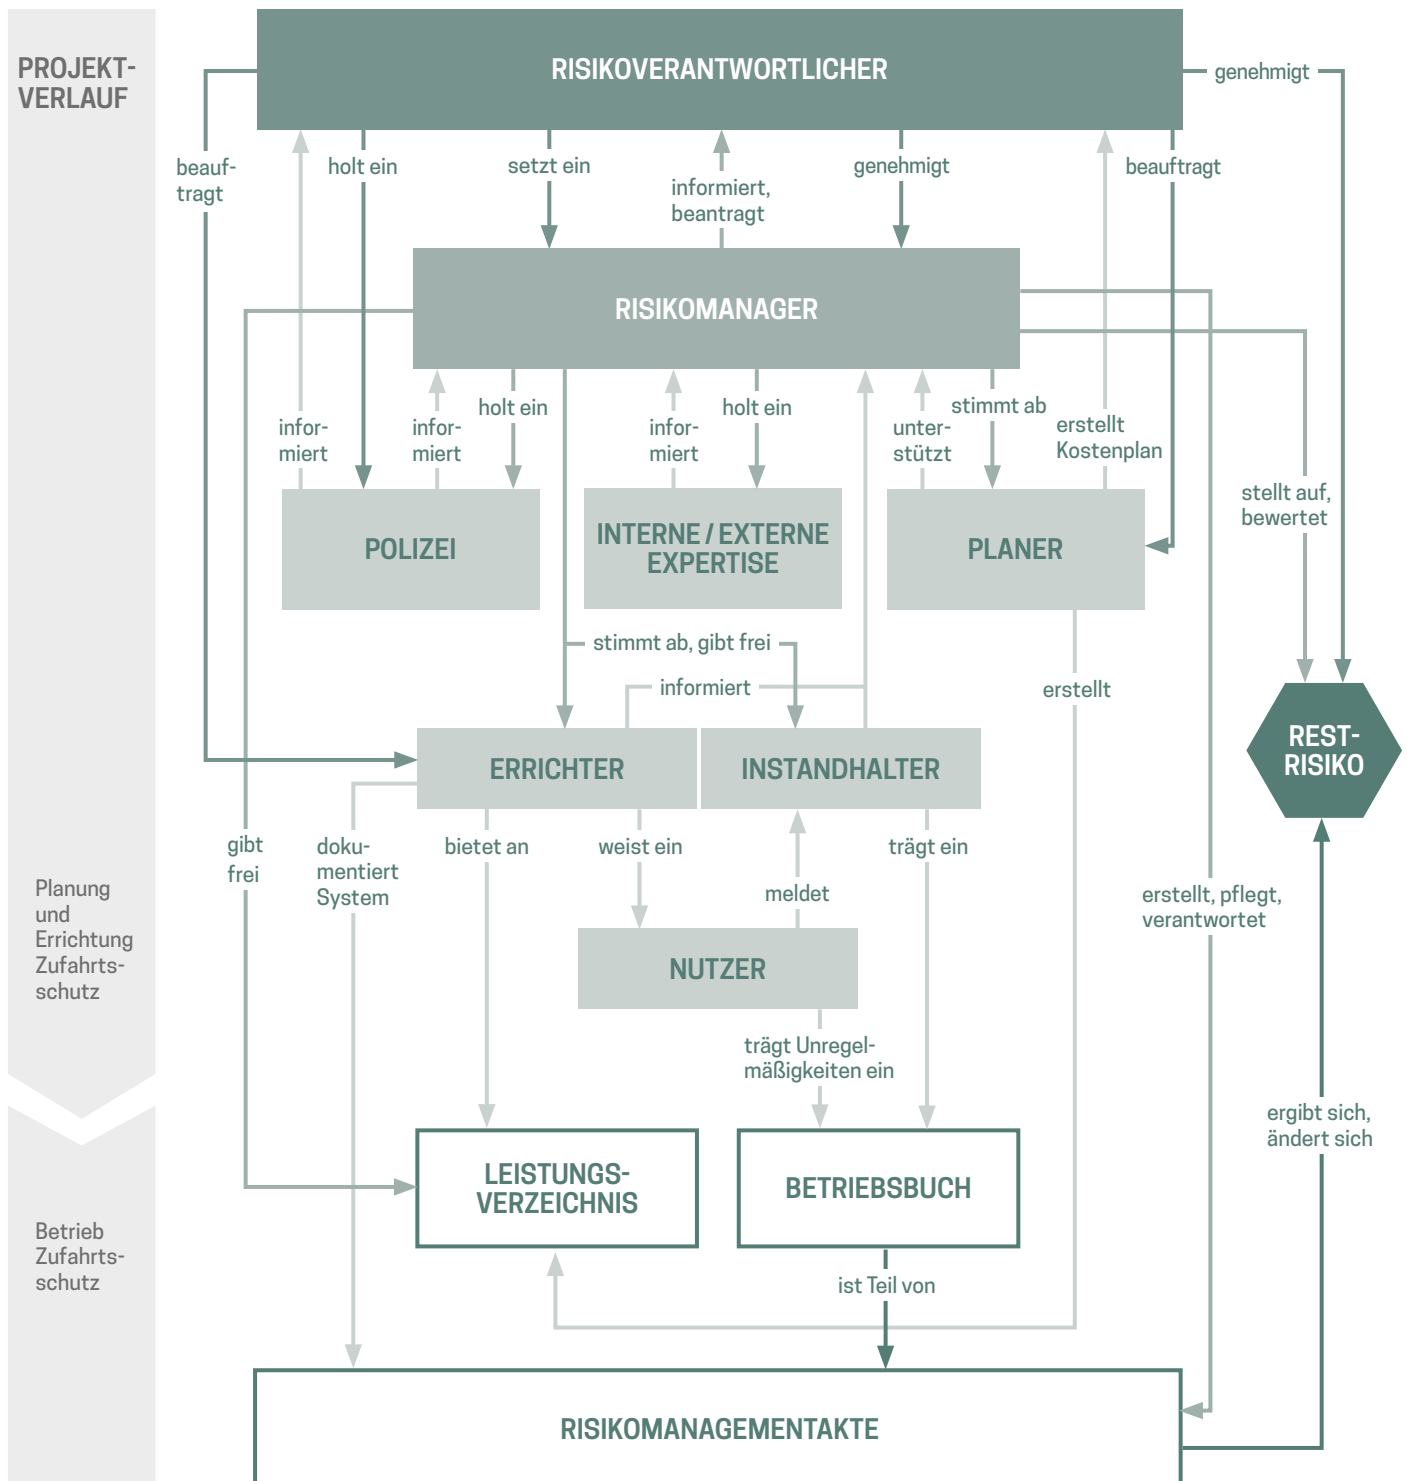 PROJEKT-
VERLAUF
RISIKOVERANTWORTLICHER
genehmigt
beauf-
tragt
holt ein
setzt ein
informiert,
beantragt
genehmigt
beauftragt
RISIKOMANAGER
infor-
miert
infor-
miert
holt ein
infor-
miert
holt ein
unter-
stützt
stimmt ab
erstellt
Kostenplan
stellt auf,
bewertet
POLIZEI
INTERNE / EXTERNE
EXPERTISE
PLANER
stimmt ab, gibt frei
informiert
erstellt
ERRICHTER
INSTANDHALTER
REST-
RISIKO
gibt
frei
doku-
mentiert
System
bietet an
weist ein
meldet
trägt ein
erstellt, pflegt,
verantwortet
Planung
und
Errichtung
Zufahrts-
schutz
NUTZER
trägt Unregel-
mäßigkeiten ein
ergibt sich,
ändert sich
LEISTUNGS-
VERZEICHNIS
BETRIEBSBUCH
Betrieb
Zufahrts-
schutz
ist Teil von
RISIKOMANAGEMENTAKTE